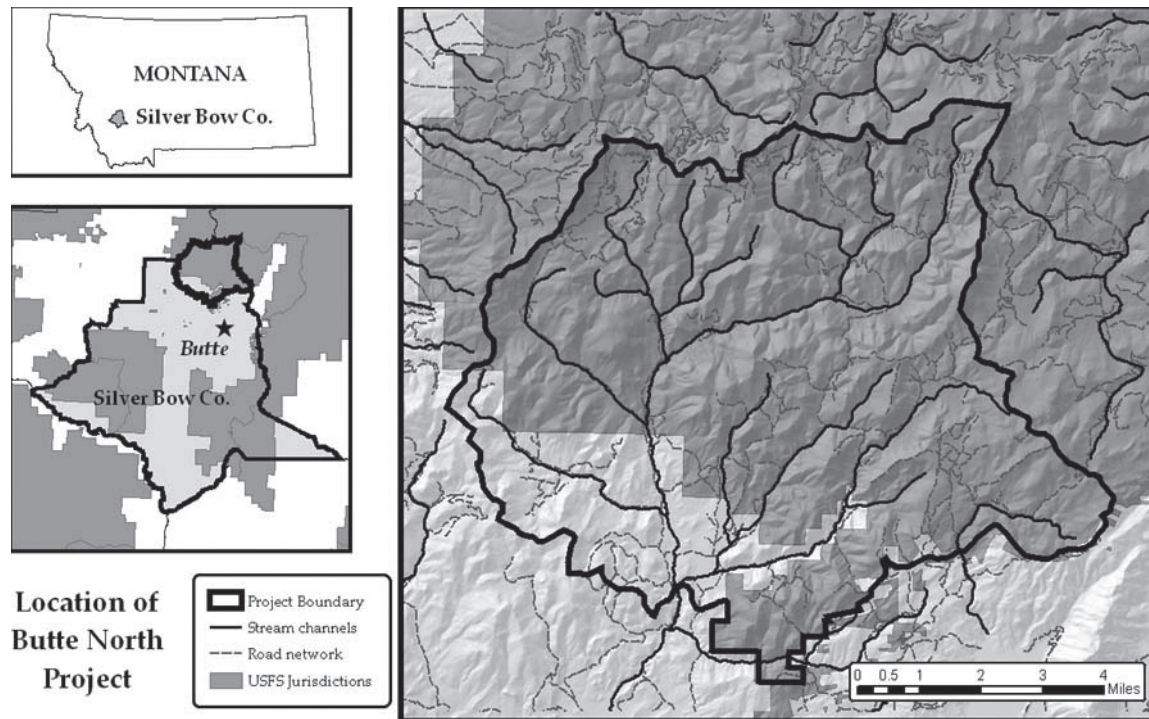 MONTANA
Silver Bow Co.
Butte
Silver Bow Co.
Location of
Butte North
Project
Project Boundary
Stream channels
Road network
USFS Jurisdictions
0 0.5 1 2 3 4
Miles